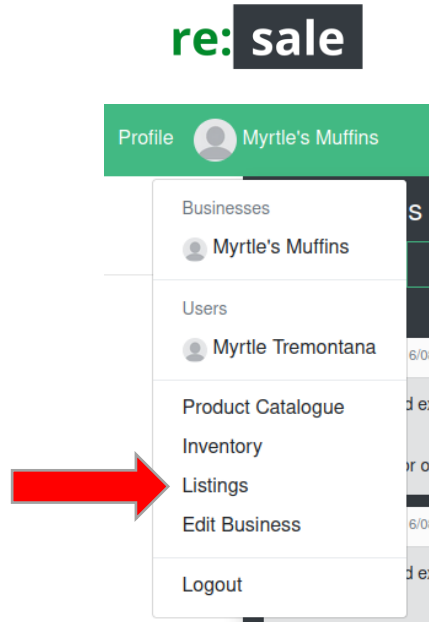 re: sale
Profile Myrtle's Muffins
Businesses
Myrtle's Muffins
Users
Myrtle Tremontana
Product Catalogue
Inventory
Listings
Edit Business
Logout